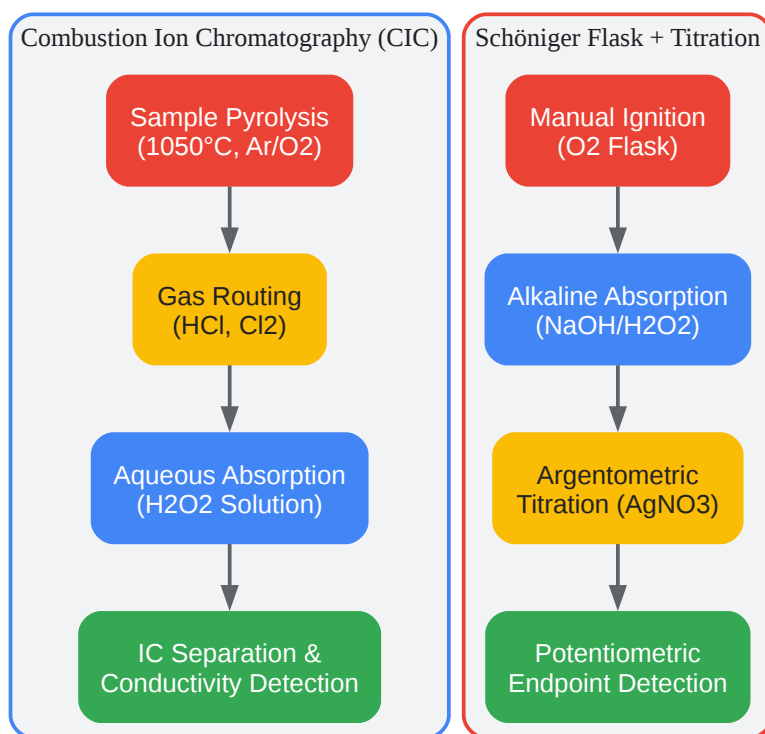 Combustion Ion Chromatography (CIC)
Sample Pyrolysis
(1050°C, Ar/O2)
Gas Routing
(HCl, Cl2)
Aqueous Absorption
(H2O2 Solution)
IC Separation &
Conductivity Detection
Schöniger Flask + Titration
Manual Ignition
(O2 Flask)
Alkaline Absorption
(NaOH/H2O2)
Argentometric
Titration (AgNO3)
Potentiometric
Endpoint Detection